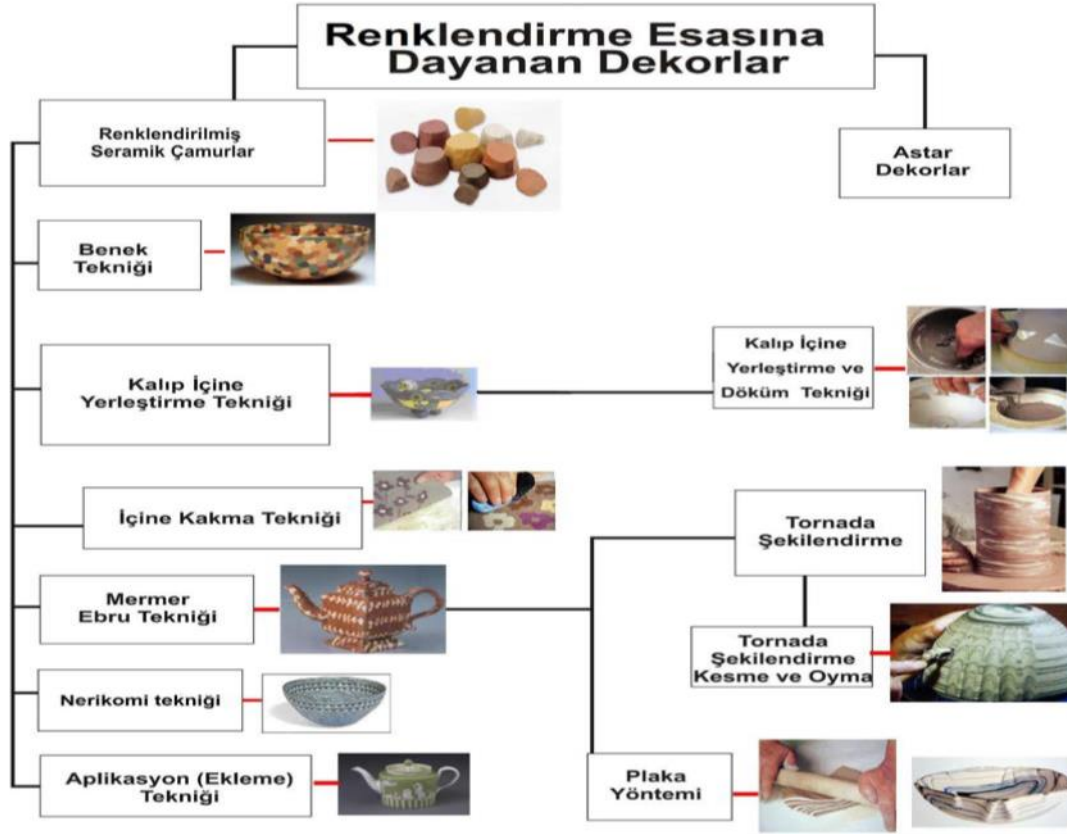 Renklendirme Esasına
Dayanan Dekorlar
Renklendirilmiş
Seramik Çamurlar
Astar
Dekorlar
Benek
Tekniği
Kalıp İçine
Yerleştirme Tekniği
Kalıp İçine
Yerleştirme ve
Döküm Tekniği
İçine Kakma Tekniği
Tornada
Şekilendirme
Mermer
Ebru Tekniği
Tornada
Şekilendirme
Kesme ve Oyma
Nerikomi tekniği
Aplikasyon (Ekleme)
Tekniği
Plaka
Yöntemi